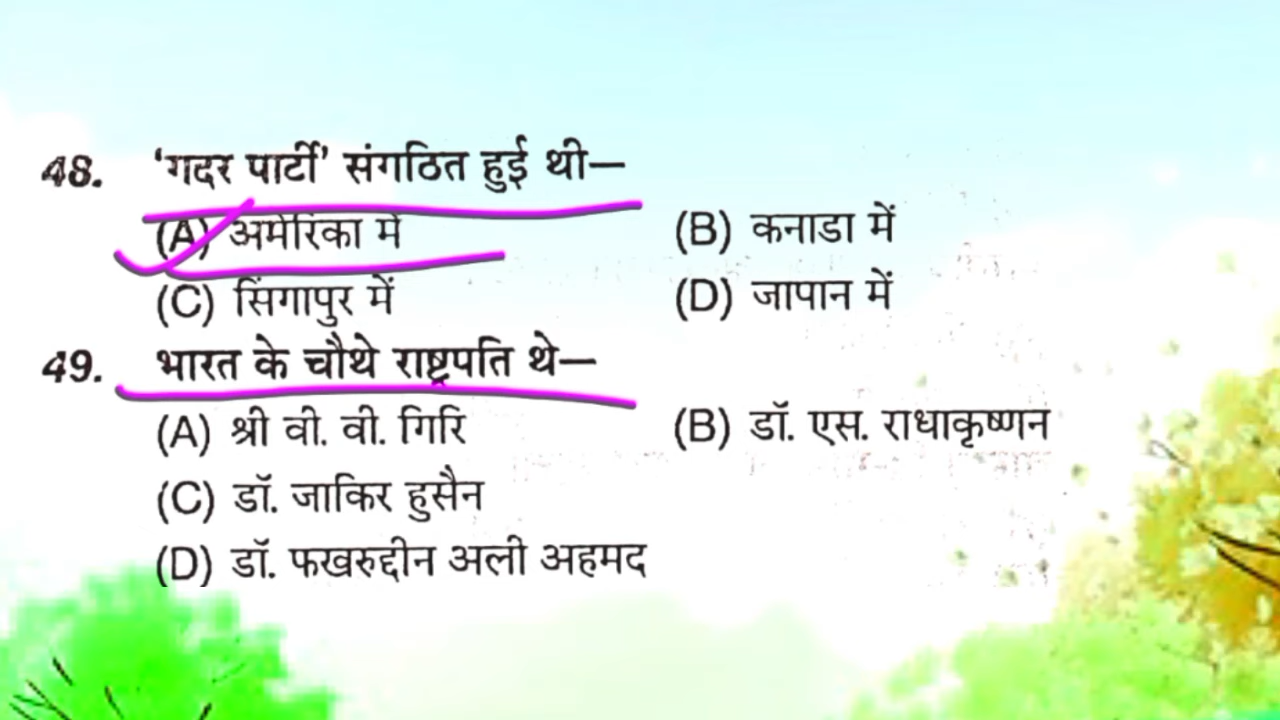 48. 'गदर पार्टी' संगठित हुई थी—
(A) अमेरिका में (B) कनाडा में
(C) सिंगापुर में (D) जापान में
49. भारत के चौथे राष्ट्रपति थे—
(A) श्री वी. वी. गिरि (B) डॉ. एस. राधाकृष्णन
(C) डॉ. जाकिर हुसैन
(D) डॉ. फखरुद्दीन अली अहमद